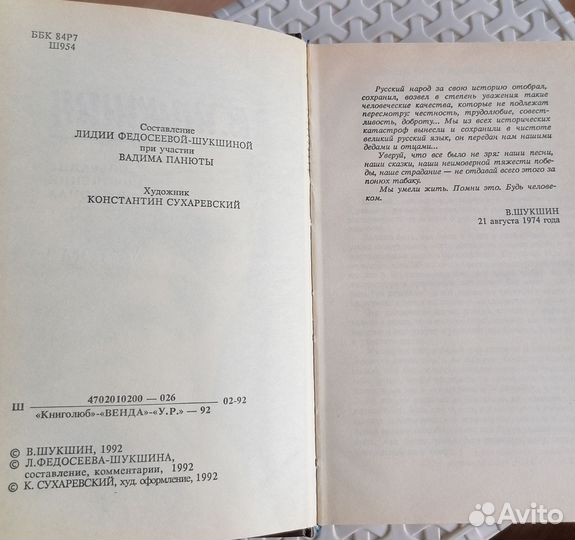 ББК 84Р7
Ш954
Составление
ЛИДИИ ФЕДОСЕЕВОЙ-ШУКШИНОЙ
при участии
ВАДИМА ПАНЮТЫ
Художник
КОНСТАНТИН СУХАРЕВСКИЙ
Ш 4702010200 — 026 02-92
«Книголюб»-«ВЕНДА»-«У.Р.» — 92
© В.ШУКШИН, 1992
© Л.ФЕДОСЕЕВА-ШУКШИНА,
составление, комментарии, 1992
© К. СУХАРЕВСКИЙ, худ. оформление, 1992
Русский народ за свою историю отобрал,
сохранил, возвел в степень уважения такие
человеческие качества, которые не подлежат
пересмотру: честность, трудолюбие, совест-
ливость, доброту... Мы из всех исторических
катастроф вынесли и сохранили в чистоте
великий русский язык, он передан нам нашими
дедами и отцами...
Уверуй, что все было не зря: наши песни,
наши сказки, наши неимоверной тяжести побе-
ды, наше страдание — не отдавай всего этого за
понюх табаку.
Мы умели жить. Помни это. Будь челове-
ком.
В.ШУКШИН
21 августа 1974 года
Avito